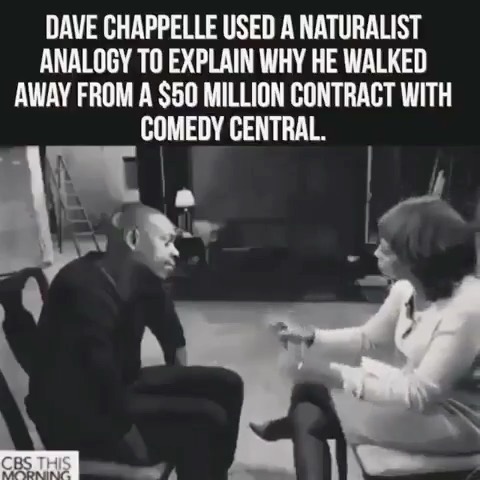 DAVE CHAPPELLE USED A NATURALIST
ANALOGY TO EXPLAIN WHY HE WALKED
AWAY FROM A $50 MILLION CONTRACT WITH
COMEDY CENTRAL.
CBS THIS
MORNING